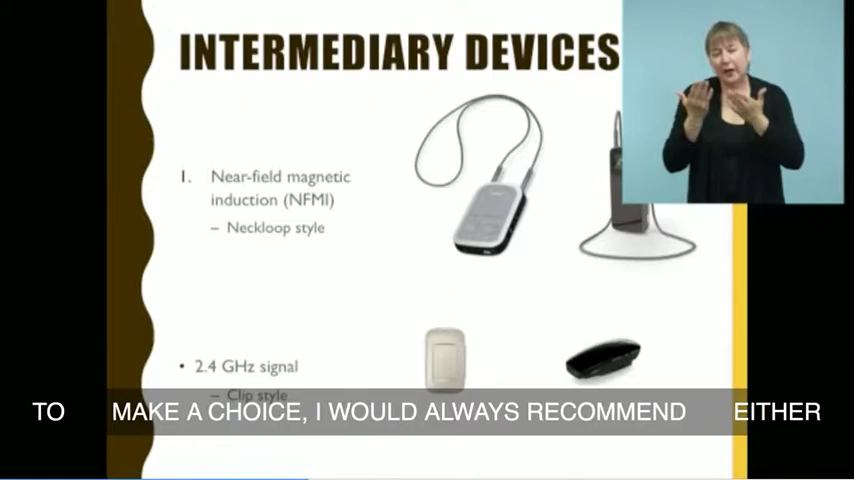 INTERMEDIARY DEVICES
1. Near-field magnetic
induction (NFMI)
– Neckloop style
• 2.4 GHz signal
– Clip style
TO MAKE A CHOICE, I WOULD ALWAYS RECOMMEND EITHER